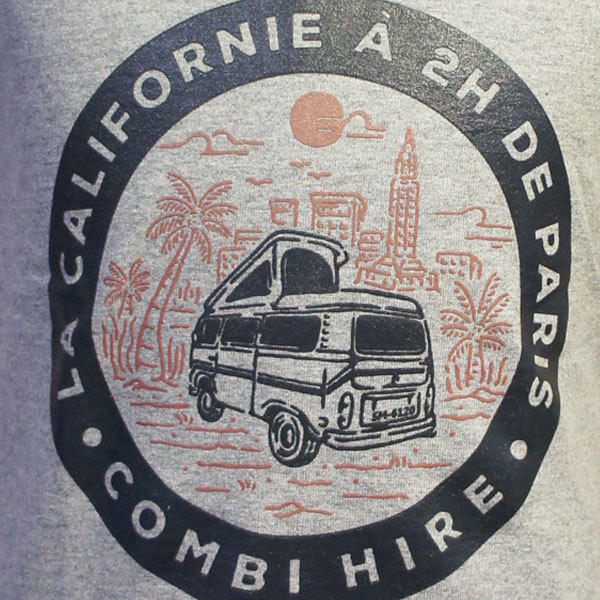 LA CALIFORNIE À 2H DE PARIS
COMBI HIRE